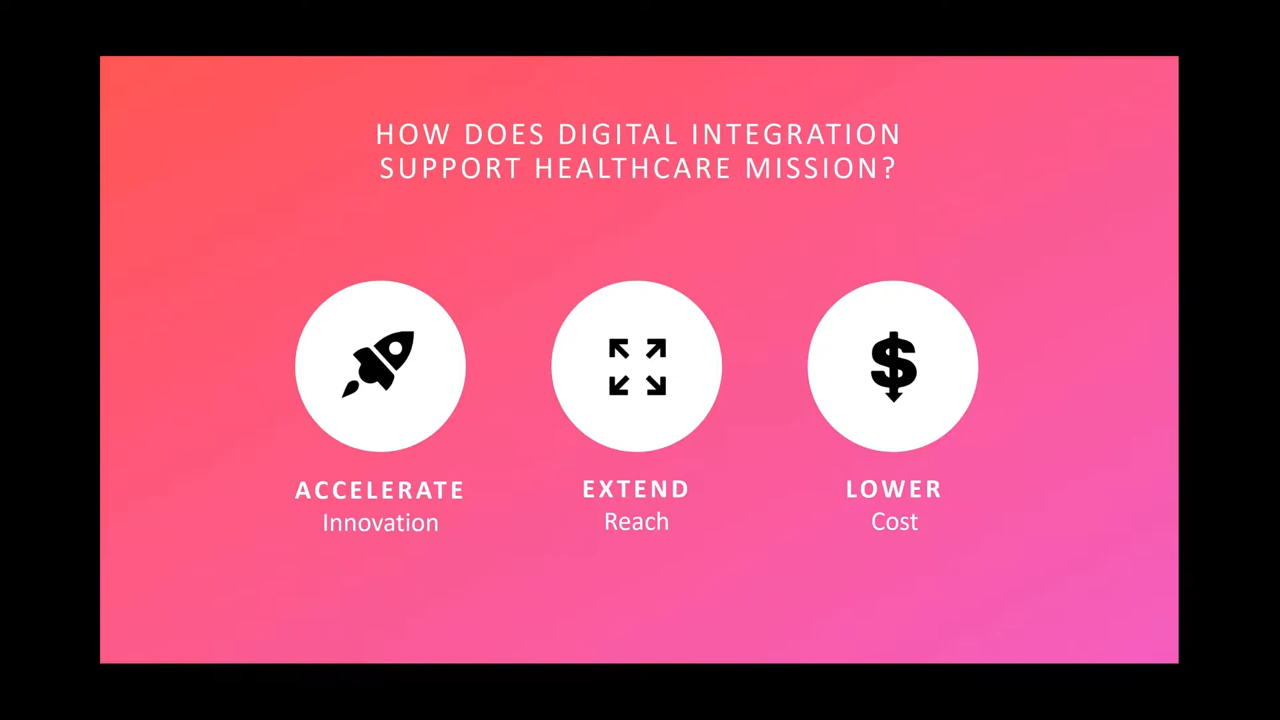 HOW DOES DIGITAL INTEGRATION
SUPPORT HEALTHCARE MISSION?
ACCELERATE
Innovation
EXTEND
Reach
LOWER
Cost